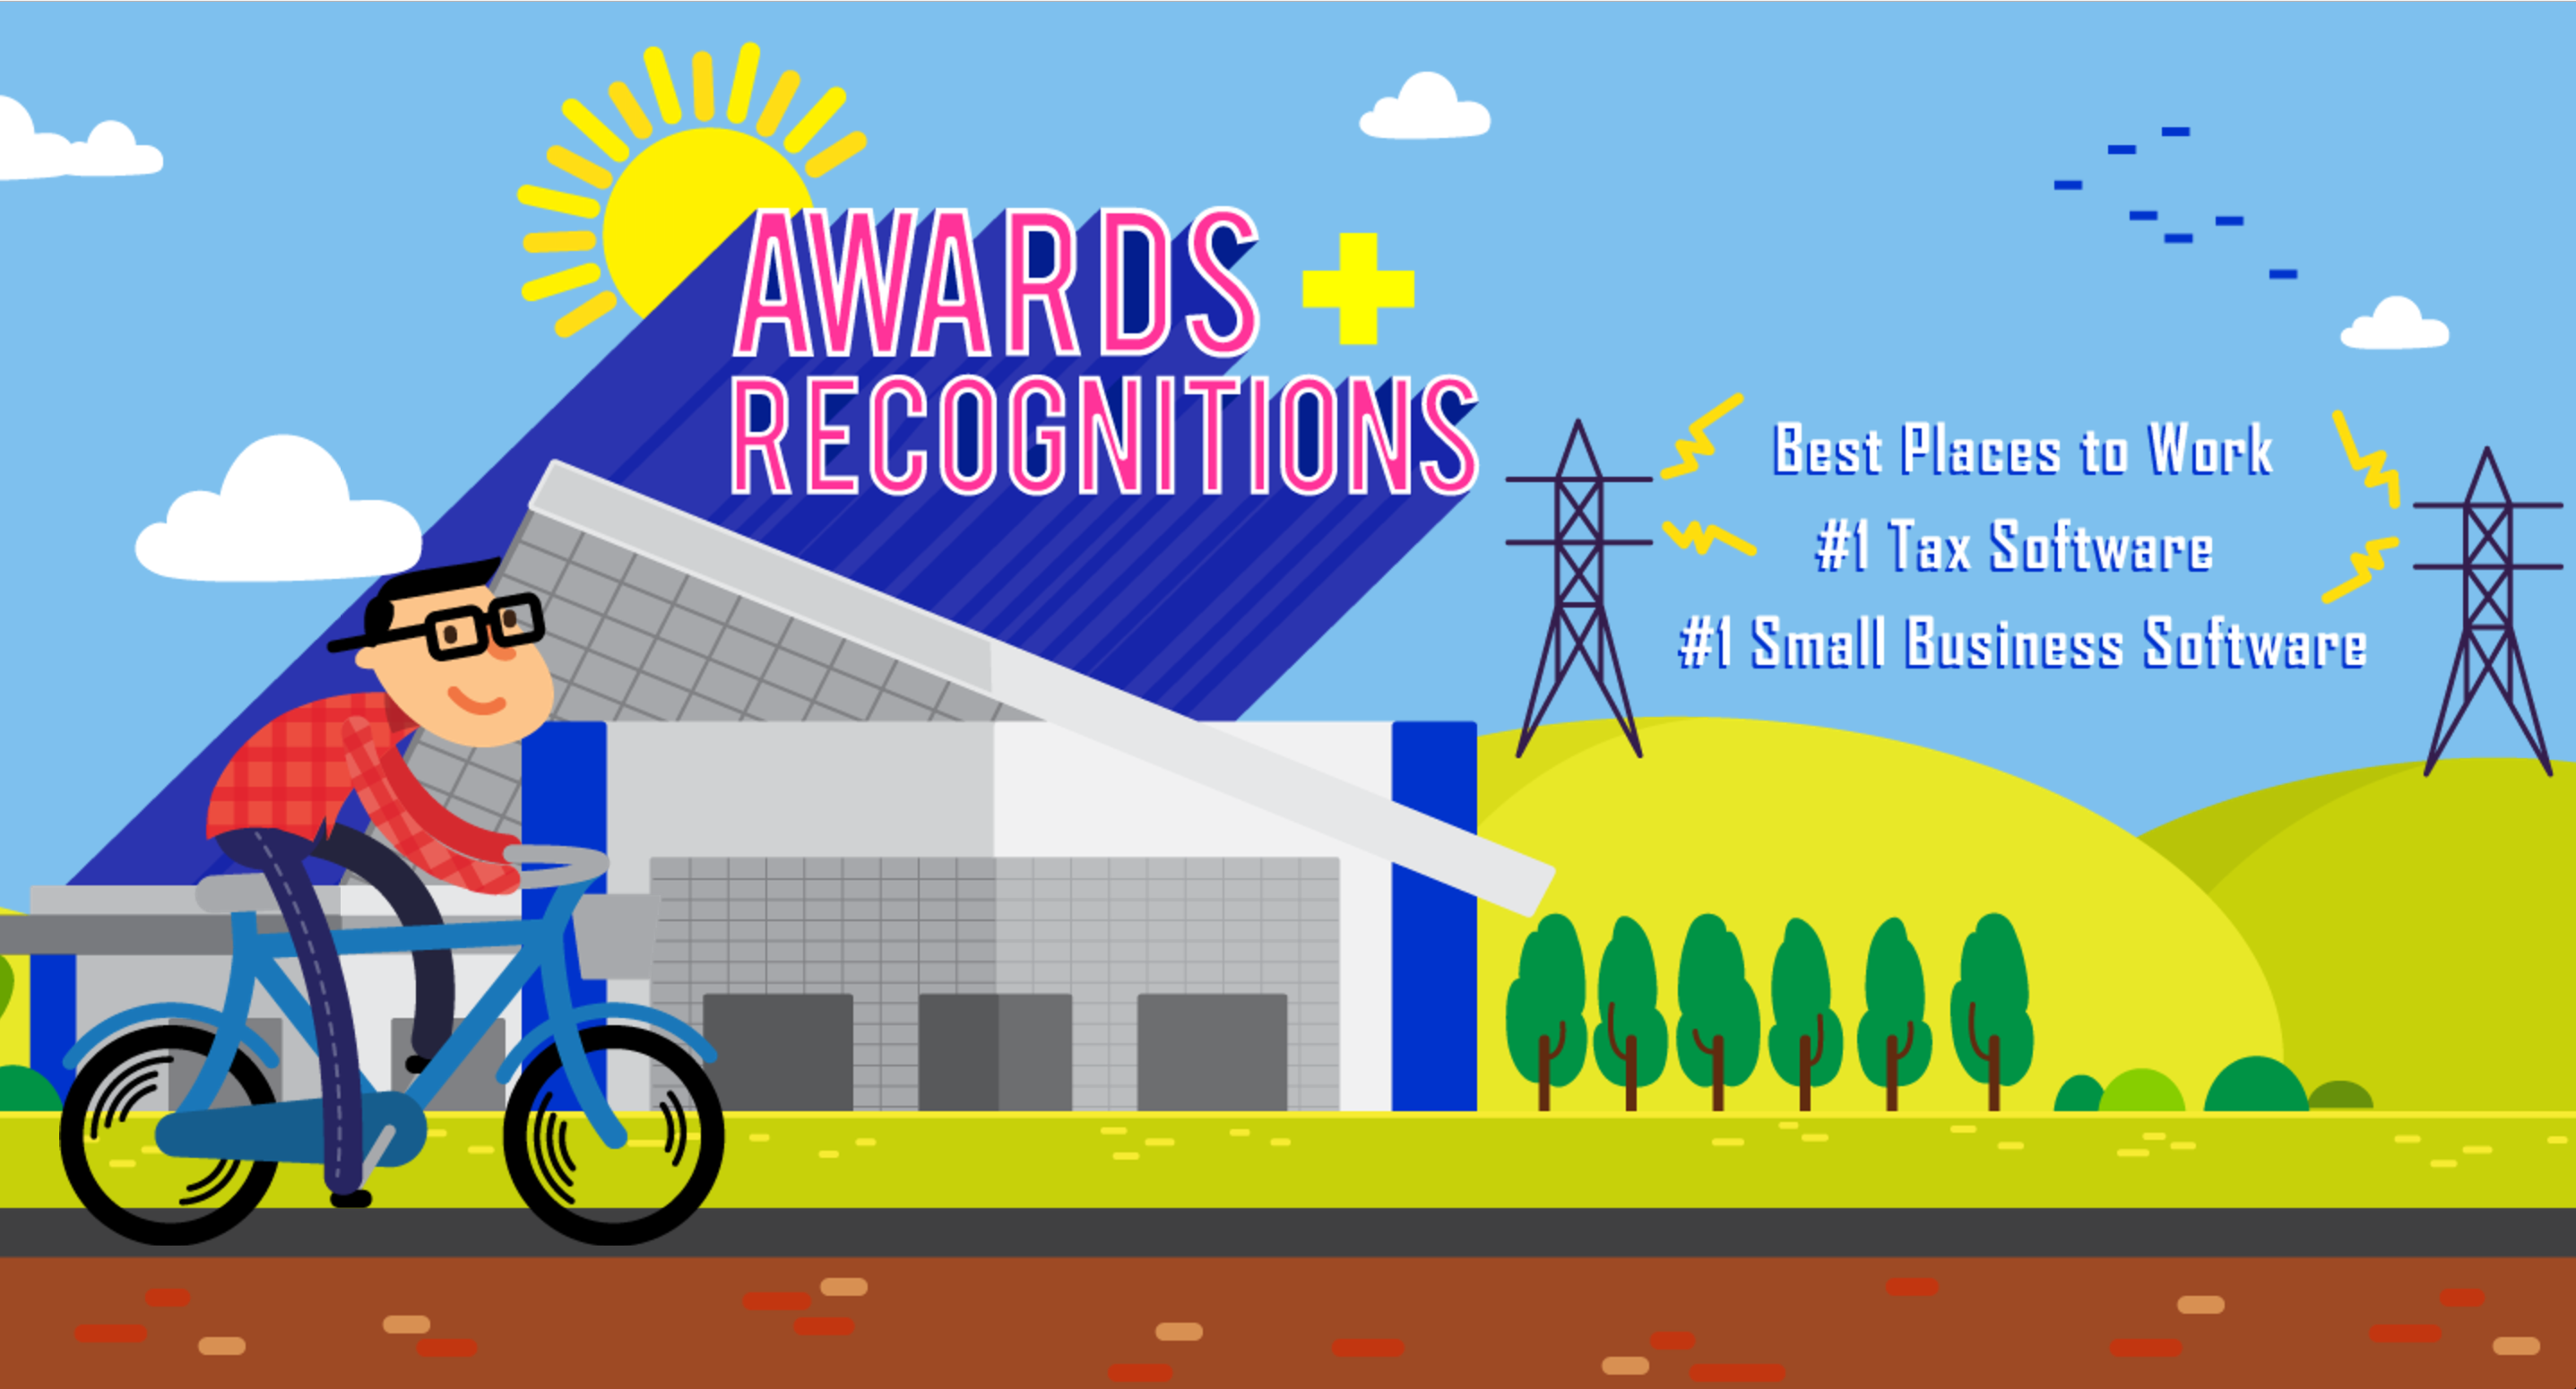 AWARDS +
RECOGNITIONS
Best Places to Work
#1 Tax Software
#1 Small Business Software